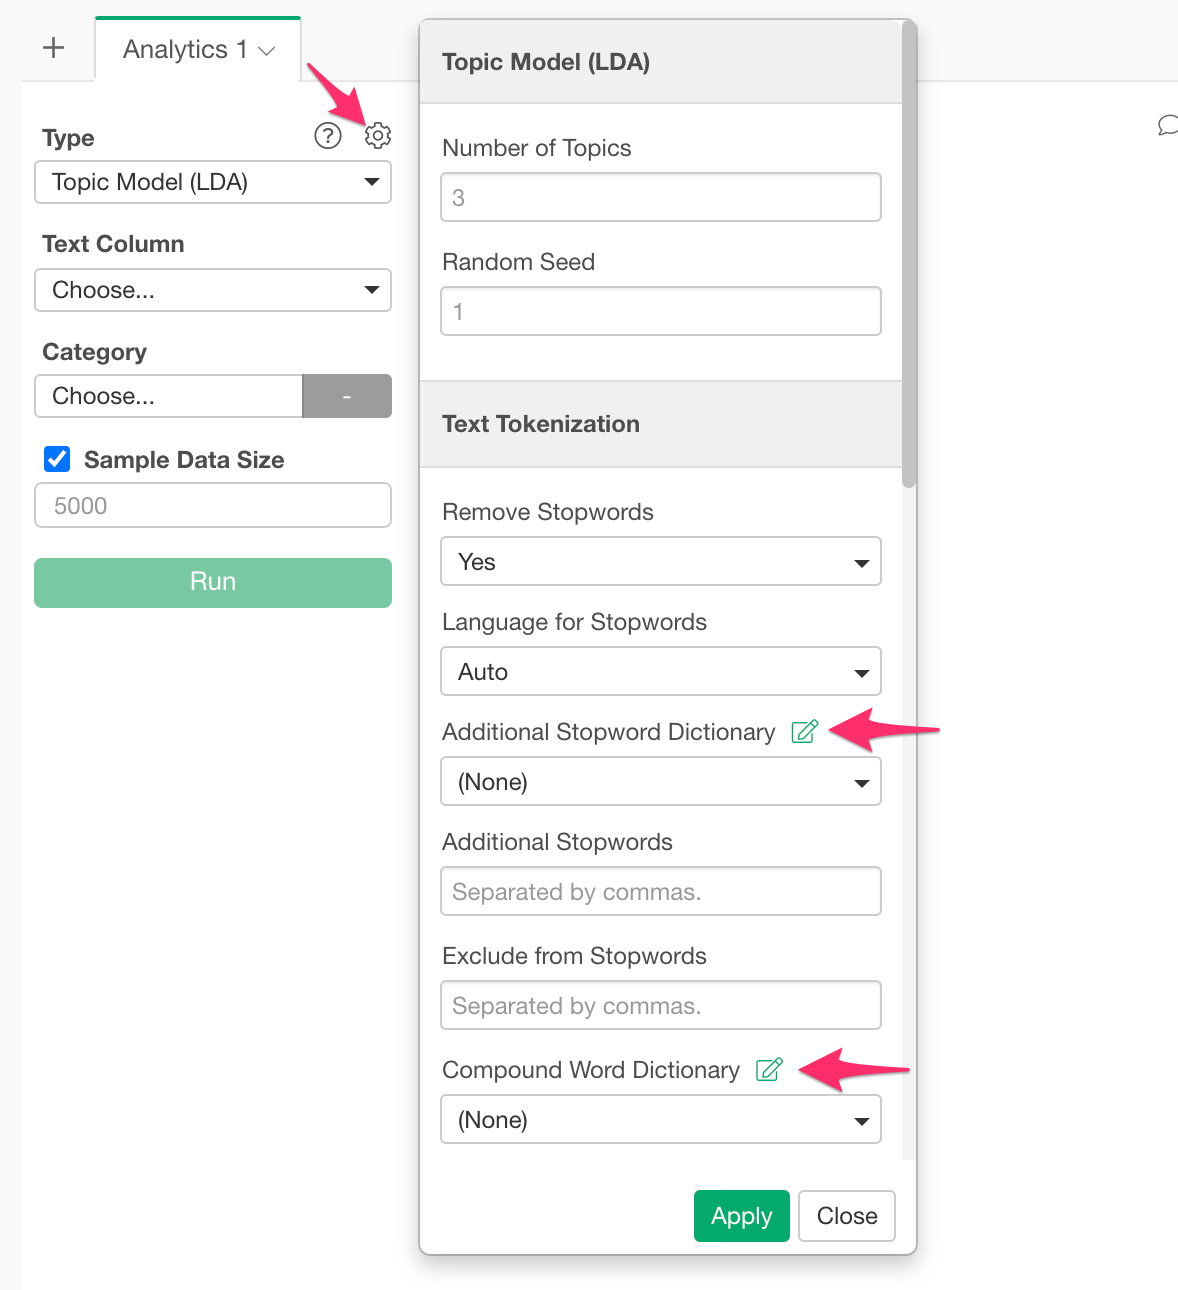 Analytics 1
Type
Topic Model (LDA)
Text Column
Choose...
Category
Choose...
-
Sample Data Size
5000
Run
Topic Model (LDA)
Number of Topics
3
Random Seed
1
Text Tokenization
Remove Stopwords
Yes
Language for Stopwords
Auto
Additional Stopword Dictionary
(None)
Additional Stopwords
Separated by commas.
Exclude from Stopwords
Separated by commas.
Compound Word Dictionary
(None)
Apply
Close